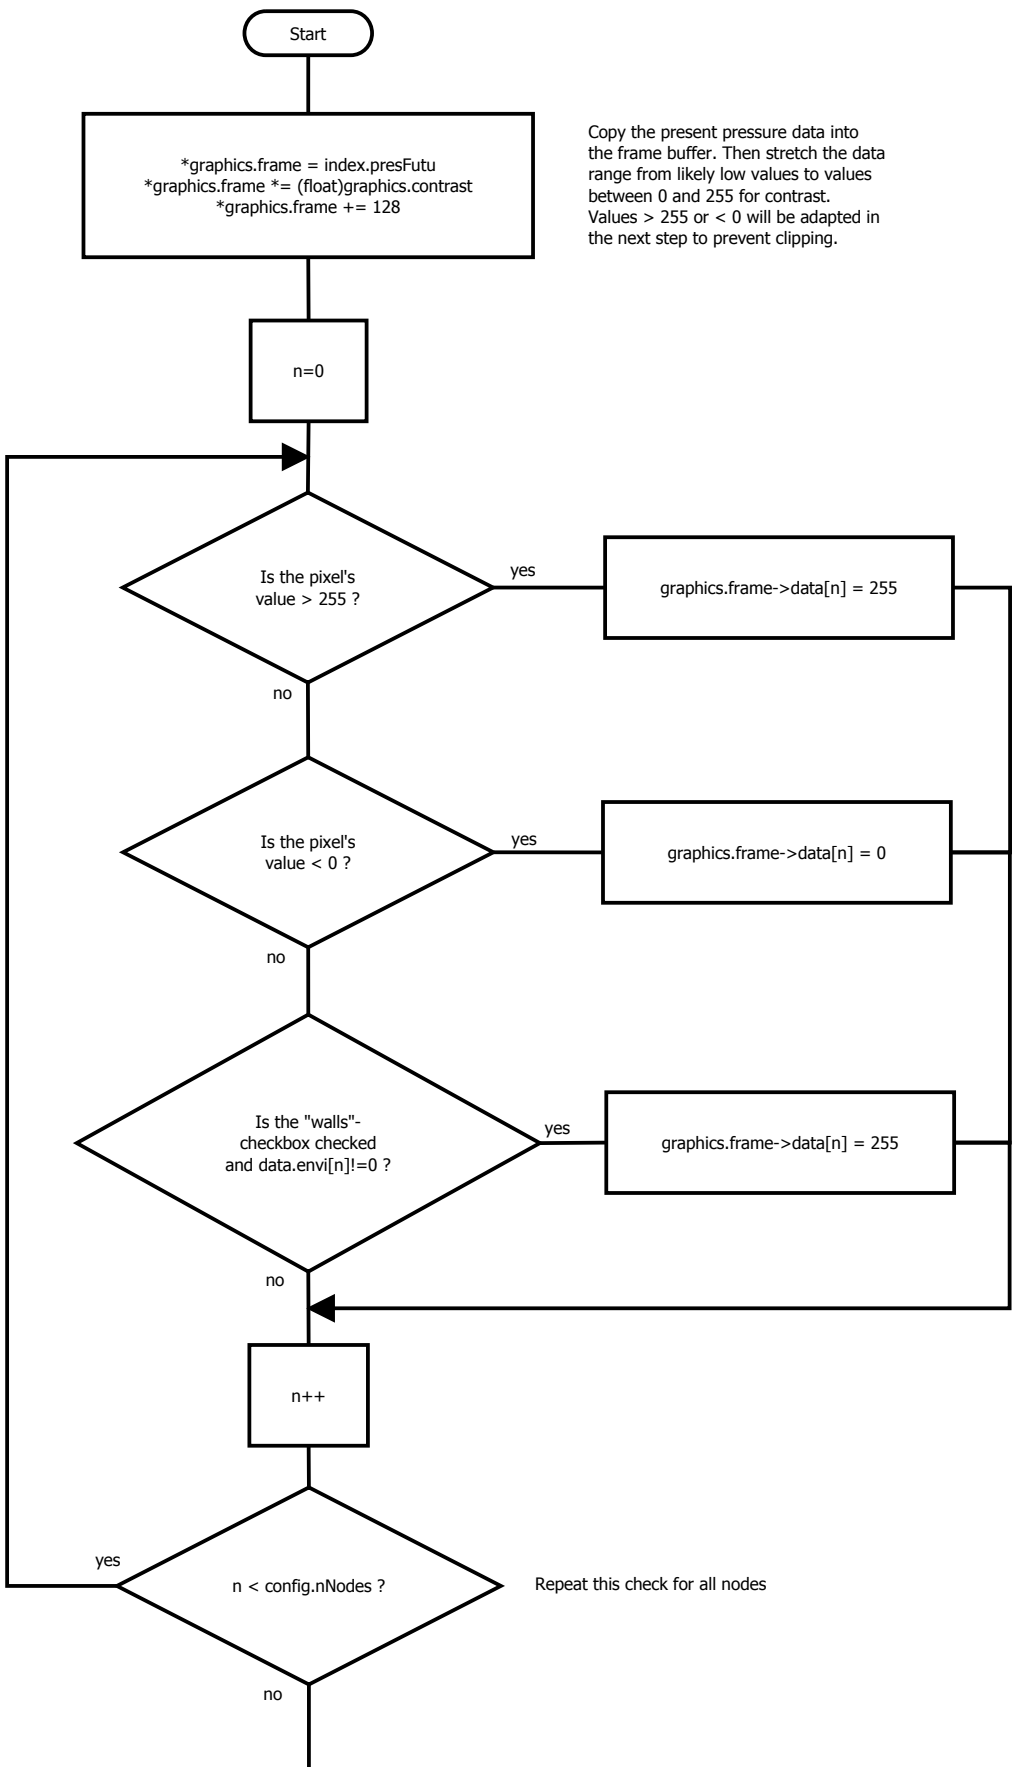 Start
*graphics.frame = index.presFutu
*graphics.frame *= (float)graphics.contrast
*graphics.frame += 128
Copy the present pressure data into
the frame buffer. Then stretch the data
range from likely low values to values
between 0 and 255 for contrast.
Values > 255 or < 0 will be adapted in
the next step to prevent clipping.
n=0
Is the pixel's
value > 255 ?
yes
graphics.frame->data[n] = 255
no
Is the pixel's
value < 0 ?
yes
graphics.frame->data[n] = 0
no
Is the "walls"-
checkbox checked
and data.envi[n]!=0 ?
yes
graphics.frame->data[n] = 255
no
n++
yes
n < config.nNodes ?
Repeat this check for all nodes
no